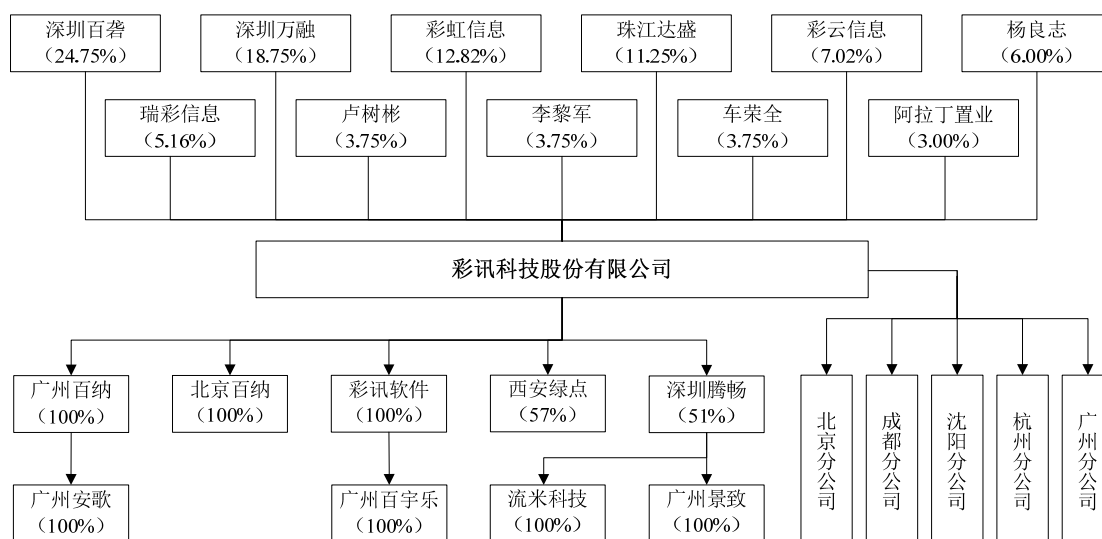 深圳百砻
（24.75%）
深圳万融
（18.75%）
彩虹信息
（12.82%）
珠江达盛
（11.25%）
彩云信息
（7.02%）
杨良志
（6.00%）
瑞彩信息
（5.16%）
卢树彬
（3.75%）
李黎军
（3.75%）
车荣全
（3.75%）
阿拉丁置业
（3.00%）
彩讯科技股份有限公司
广州百纳
（100%）
北京百纳
（100%）
彩讯软件
（100%）
西安绿点
（57%）
深圳腾畅
（51%）
北京分公司
成都分公司
沈阳分公司
杭州分公司
广州分公司
广州安歌
（100%）
广州百宇乐
（100%）
流米科技
（100%）
广州景致
（100%）